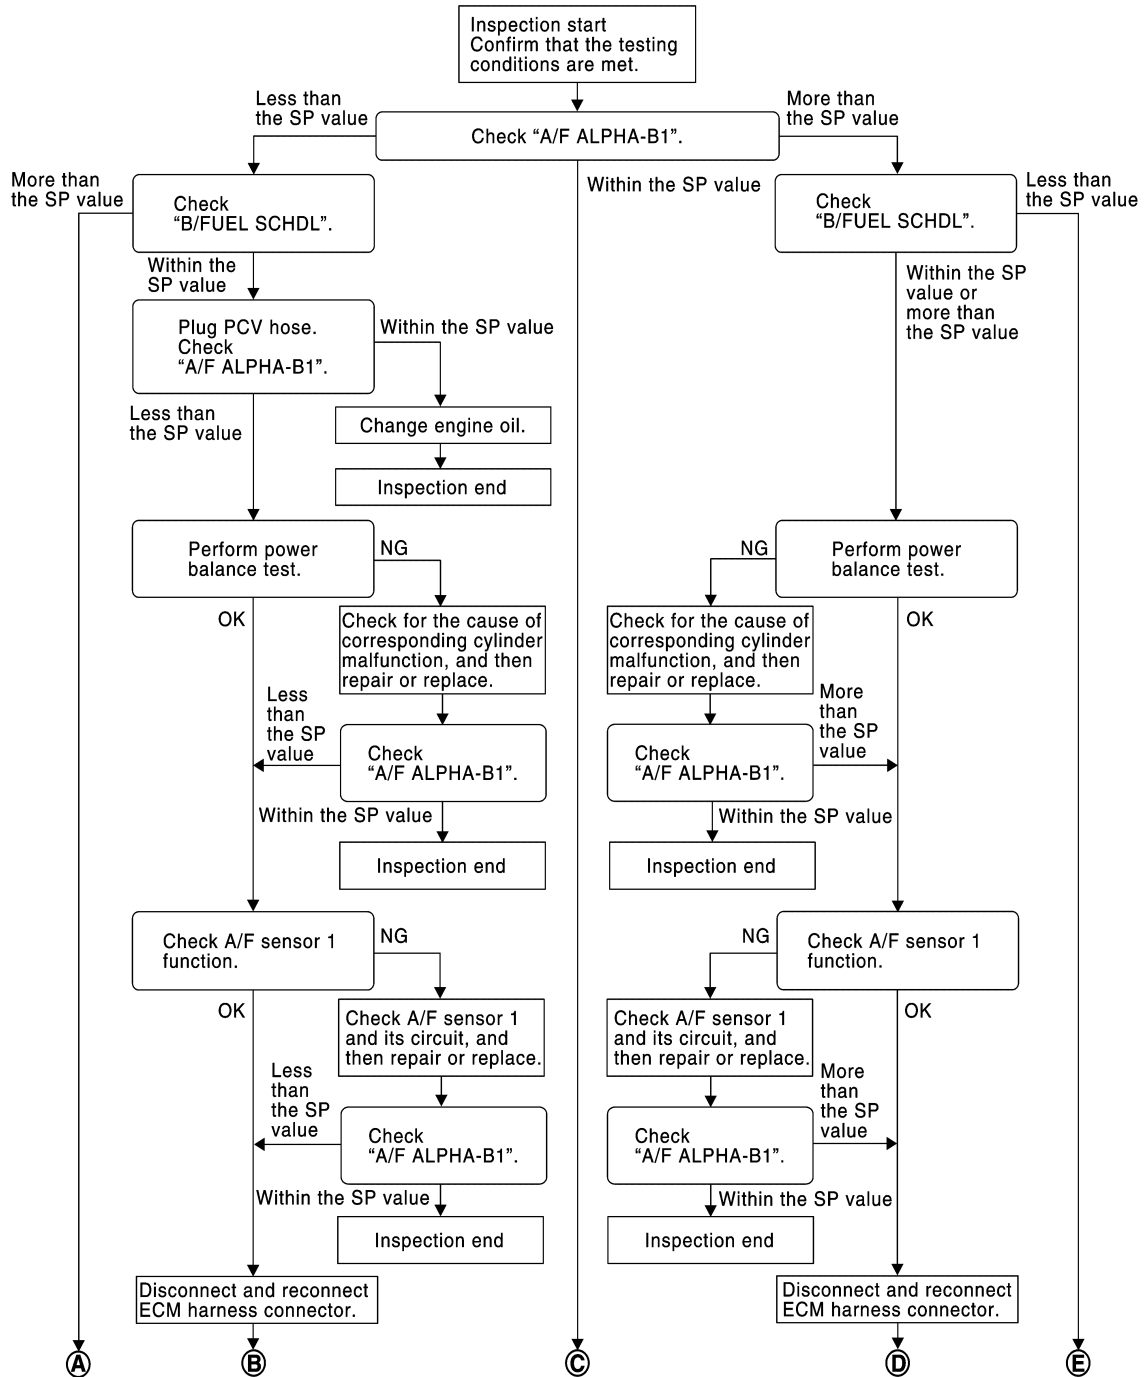 Inspection start
Confirm that the testing
conditions are met.
Less than
the SP value
More than
the SP value
Check “A/F ALPHA-B1”.
More than
the SP value
Within the SP value
Less than
the SP value
Check
“B/FUEL SCHDL”.
Check
“B/FUEL SCHDL”.
Within the
SP value
Within the SP
value or
more than
the SP value
Plug PCV hose.
Check
“A/F ALPHA-B1”.
Within the SP value
Less than
the SP value
Change engine oil.
Inspection end
Perform power
balance test.
NG
NG
Perform power
balance test.
OK
OK
Check for the cause of
corresponding cylinder
malfunction, and then
repair or replace.
Check for the cause of
corresponding cylinder
malfunction, and then
repair or replace.
Less
than
the SP
value
More
than
the SP
value
Check
“A/F ALPHA-B1”.
Check
“A/F ALPHA-B1”.
Within the SP value
Within the SP value
Inspection end
Inspection end
Check A/F sensor 1
function.
NG
NG
Check A/F sensor 1
function.
OK
OK
Check A/F sensor 1
and its circuit, and
then repair or replace.
Check A/F sensor 1
and its circuit, and
then repair or replace.
Less
than
the SP
value
More
than
the SP
value
Check
“A/F ALPHA-B1”.
Check
“A/F ALPHA-B1”.
Within the SP value
Within the SP value
Inspection end
Inspection end
Disconnect and reconnect
ECM harness connector.
Disconnect and reconnect
ECM harness connector.
A
B
C
D
E